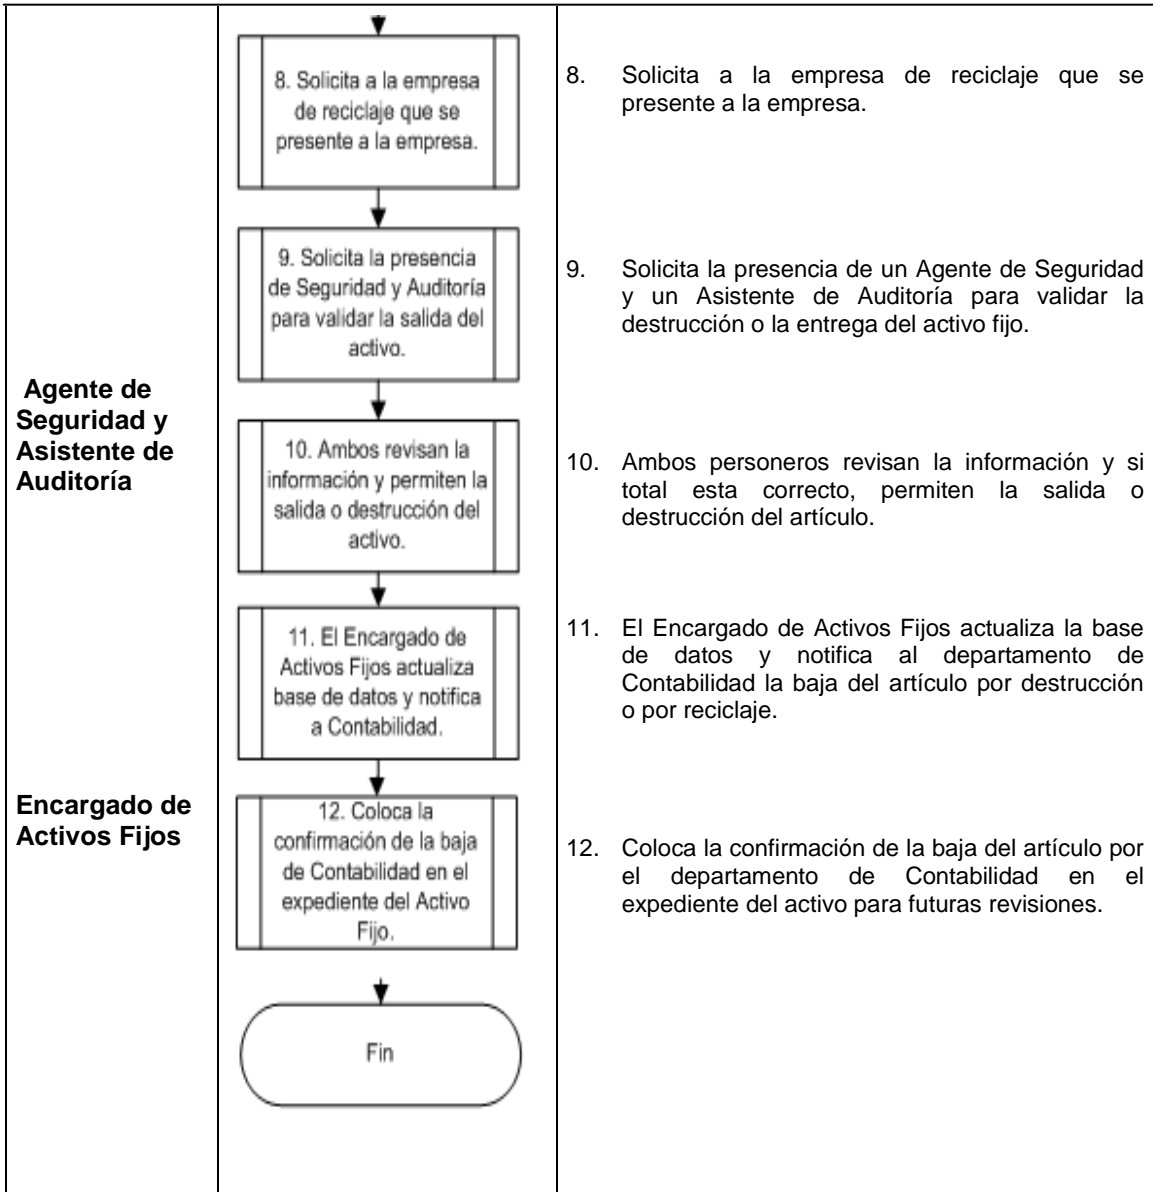 8. Solicita a la empresa
de reciclaje que se
presente a la empresa.
8. Solicita a la empresa de reciclaje que se
presente a la empresa.
9. Solicita la presencia
de Seguridad y Auditoría
para validar la salida del
activo.
9. Solicita la presencia de un Agente de Seguridad
y un Asistente de Auditoría para validar la
destrucción o la entrega del activo fijo.
Agente de
Seguridad y
Asistente de
Auditoría
10. Ambos revisan la
información y permiten la
salida o destrucción del
activo.
10. Ambos personeros revisan la información y si
total esta correcto, permiten la salida o
destrucción del artículo.
11. El Encargado de
Activos Fijos actualiza
base de datos y notifica
a Contabilidad.
11. El Encargado de Activos Fijos actualiza la base
de datos y notifica al departamento de
Contabilidad la baja del artículo por destrucción
o por reciclaje.
Encargado de
Activos Fijos
12. Coloca la
confirmación de la baja
de Contabilidad en el
expediente del Activo
Fijo.
12. Coloca la confirmación de la baja del artículo por
el departamento de Contabilidad en el
expediente del activo para futuras revisiones.
Fin